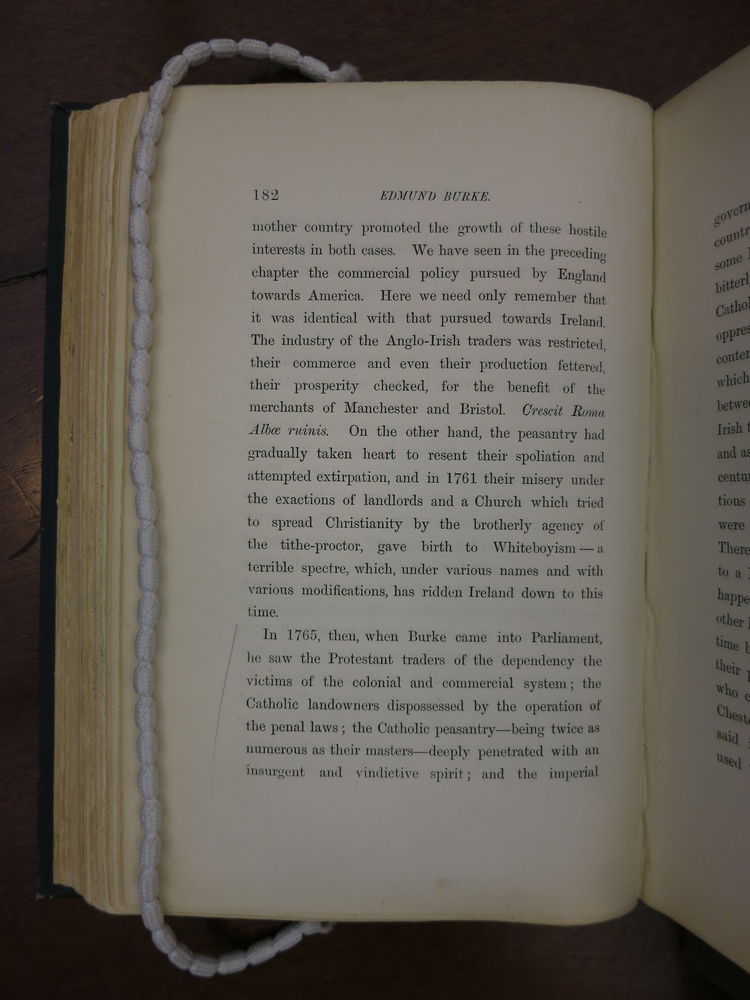 182 EDMUND BURKE.
mother country promoted the growth of these hostile
interests in both cases. We have seen in the preceding
chapter the commercial policy pursued by England
towards America. Here we need only remember that
it was identical with that pursued towards Ireland.
The industry of the Anglo-Irish traders was restricted,
their commerce and even their production fettered,
their prosperity checked, for the benefit of the
merchants of Manchester and Bristol. Crescit Roma
Albæ ruinis. On the other hand, the peasantry had
gradually taken heart to resent their spoliation and
attempted extirpation, and in 1761 their misery under
the exactions of landlords and a Church which tried
to spread Christianity by the brotherly agency of
the tithe-proctor, gave birth to Whiteboyism—a
terrible spectre, which, under various names and with
various modifications, has ridden Ireland down to this
time.
In 1765, then, when Burke came into Parliament,
he saw the Protestant traders of the dependency the
victims of the colonial and commercial system; the
Catholic landowners dispossessed by the operation of
the penal laws; the Catholic peasantry—being twice as
numerous as their masters—deeply penetrated with an
insurgent and vindictive spirit; and the imperial
some
which
Irish
and as
tions
were
There
to a
other
time
their
who
said
used